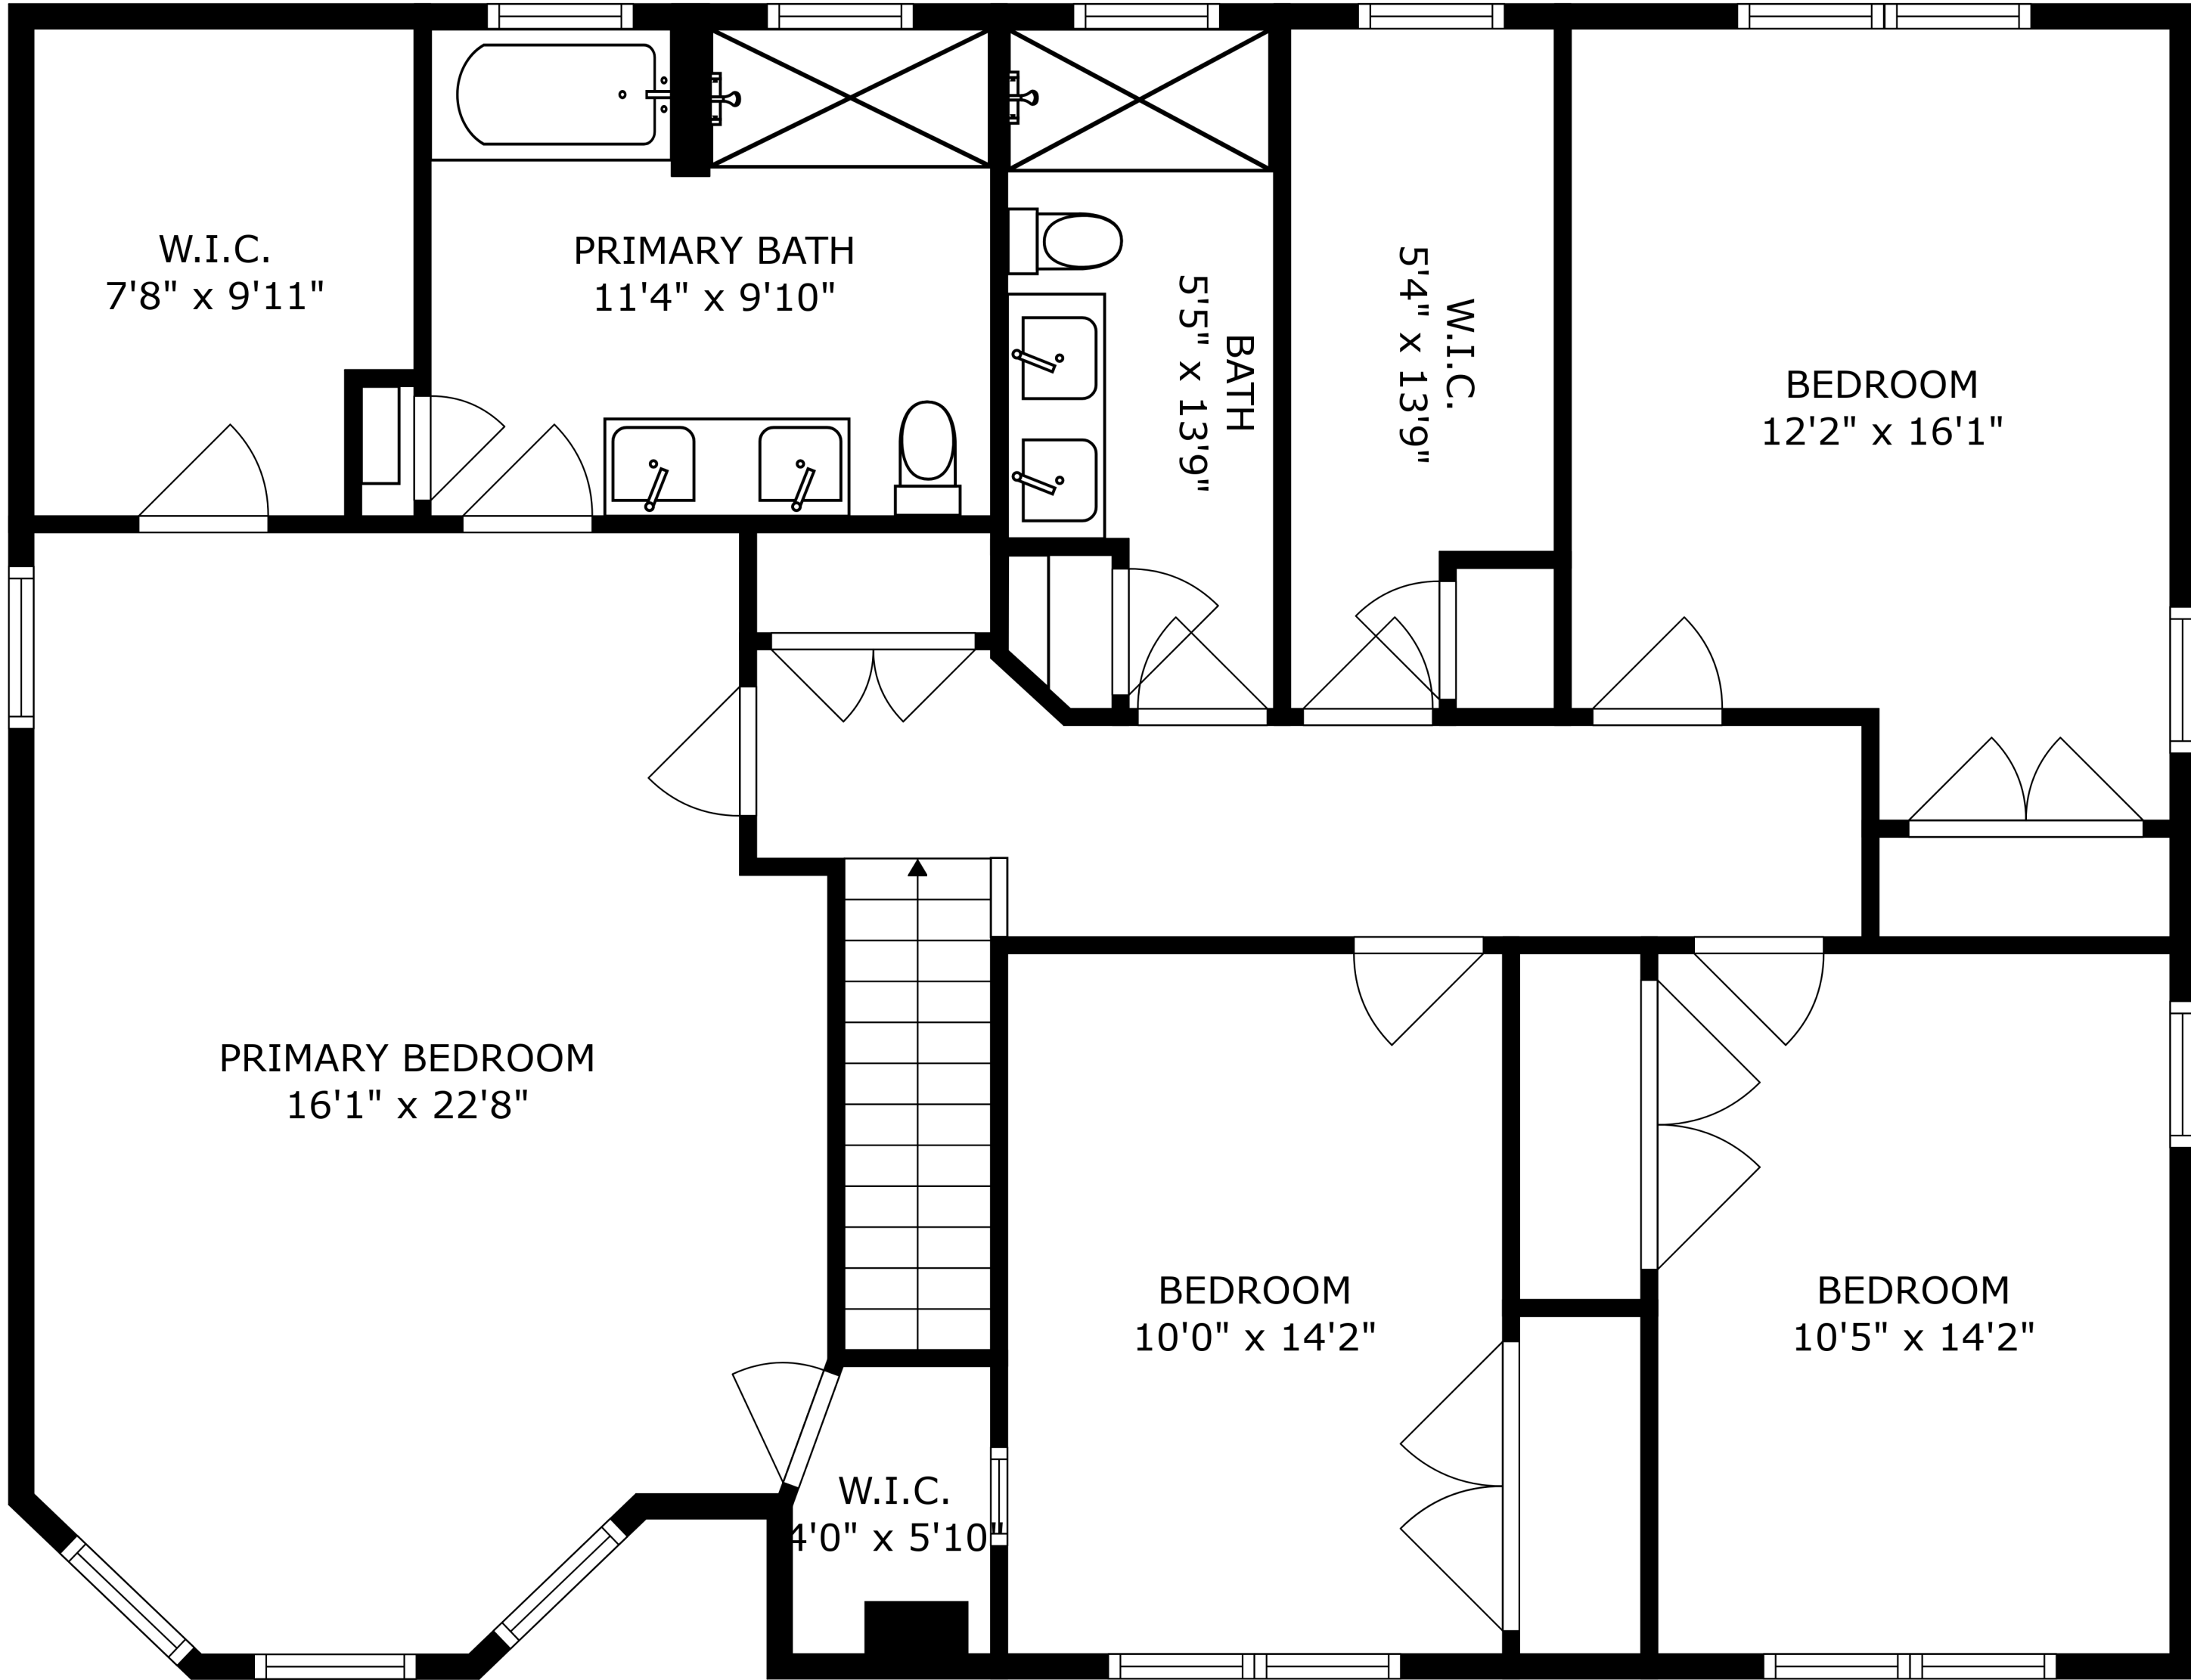 W.I.C.
7'8" x 9'11"
PRIMARY BATH
11'4" x 9'10"
BATH
5'5" x 13'9"
W.I.C.
5'4" x 13'9"
BEDROOM
12'2" x 16'1"
PRIMARY BEDROOM
16'1" x 22'8"
BEDROOM
10'0" x 14'2"
BEDROOM
10'5" x 14'2"
W.I.C.
4'0" x 5'10"